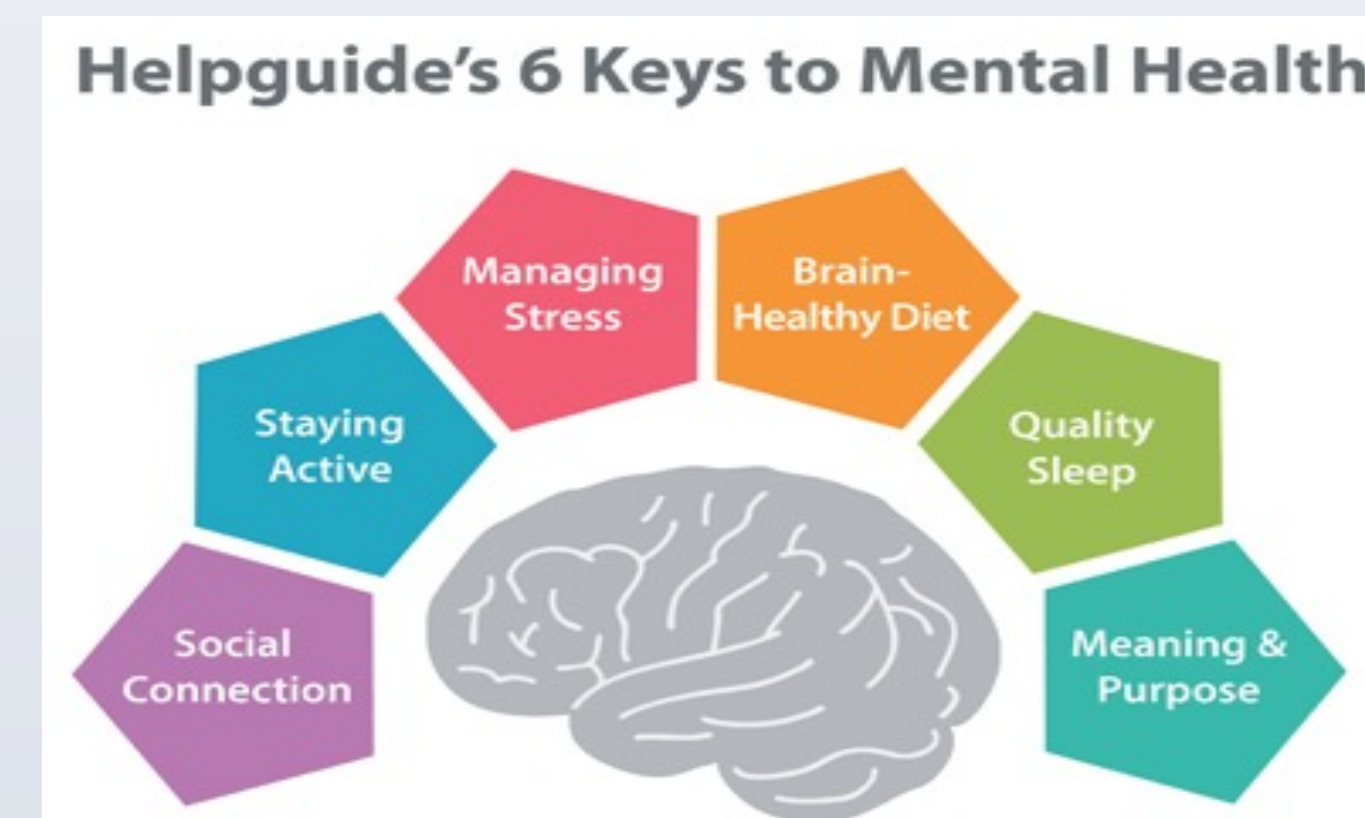 Helpguide's 6 Keys to Mental Health
Social
Connection
Staying
Active
Managing
Stress
Brain-
Healthy Diet
Quality
Sleep
Meaning &
Purpose